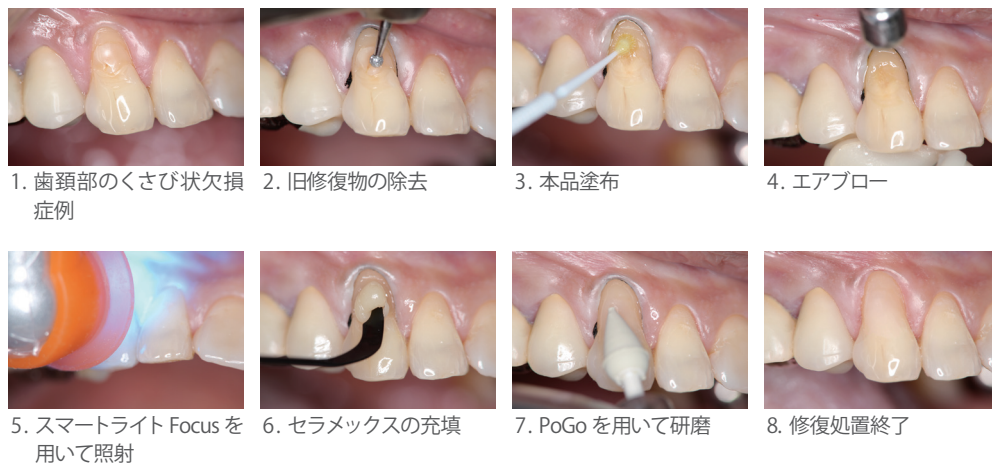 1. 歯頚部のくさび状欠損
症例
2. 旧修復物の除去
3. 本品塗布
4. エアブロー
5. スマートライト Focus を
用いて照射
6. セラメックスの充填
7. PoGo を用いて研磨
8. 修復処置終了